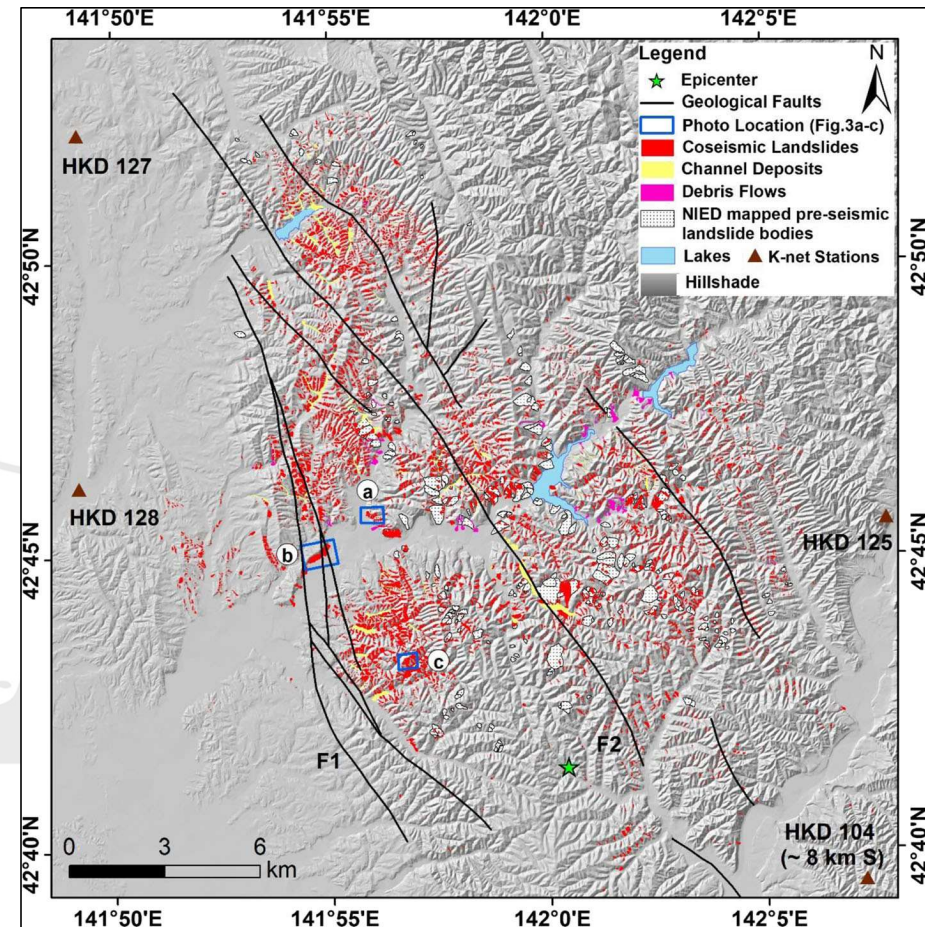 141°50'E 141°55'E 142°0'E 142°5'E
Legend
N
Epicenter
Geological Faults
Photo Location (Fig.3a-c)
Coseismic Landslides
Channel Deposits
Debris Flows
NIED mapped pre-seismic
landslide bodies
Lakes K-net Stations
Hillshade
HKD 127
42°50'N 42°50'N
a
HKD 128
HKD 125
b
42°45'N 42°45'N
c
F1
F2
HKD 104
(~ 8 km S)
42°40'N 42°40'N
0 3 6
km
141°50'E 141°55'E 142°0'E 142°5'E